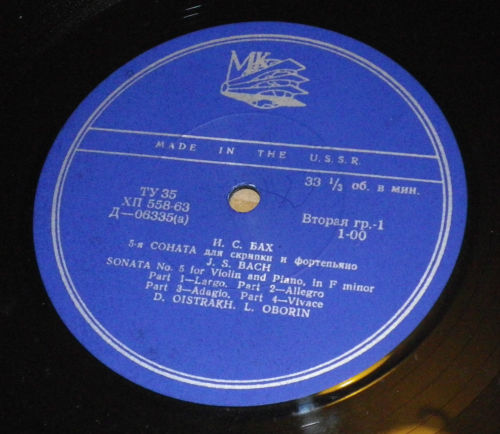 МК
MADE IN THE U.S.S.R.
33 ⅓ об. в мин.
ТУ 35
ХП 558-63
Д—06335(а)
Вторая гр.-1
1-00
И. С. БАХ
5-я СОНАТА для скрипки и фортепьяно
J. S. BACH
SONATA No. 5 for Violin and Piano, in F minor
Part 1—Largo. Part 2—Allegro
Part 3—Adagio. Part 4—Vivace
D. OISTRAKH. L. OBORIN